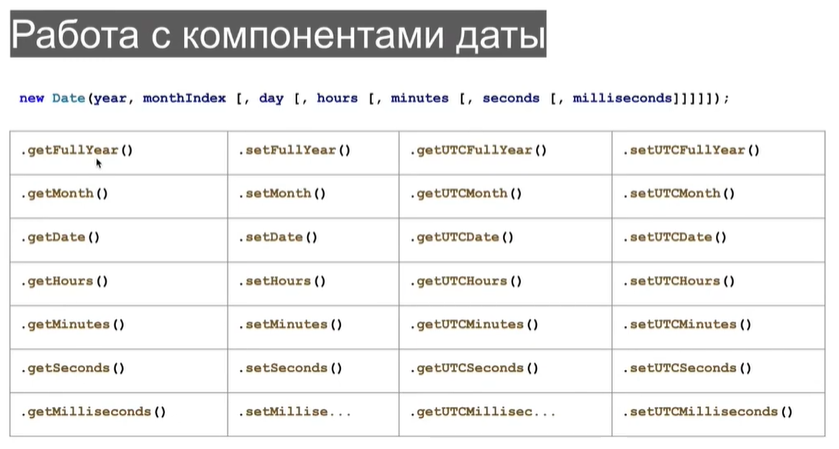 Работа с компонентами даты
new Date(year, monthIndex [, day [, hours [, minutes [, seconds [, milliseconds]]]]]);
.getFullYear() .setFullYear() .getUTCFullYear() .setUTCFullYear()
.getMonth() .setMonth() .getUTCMonth() .setUTCMonth()
.getDate() .setDate() .getUTCDate() .setUTCDate()
.getHours() .setHours() .getUTCHours() .setUTCHours()
.getMinutes() .setMinutes() .getUTCMinutes() .setUTCMinutes()
.getSeconds() .setSeconds() .getUTCSeconds() .setUTCSeconds()
.getMilliseconds() .setMillise... .getUTCMillisec... .setUTCMilliseconds()